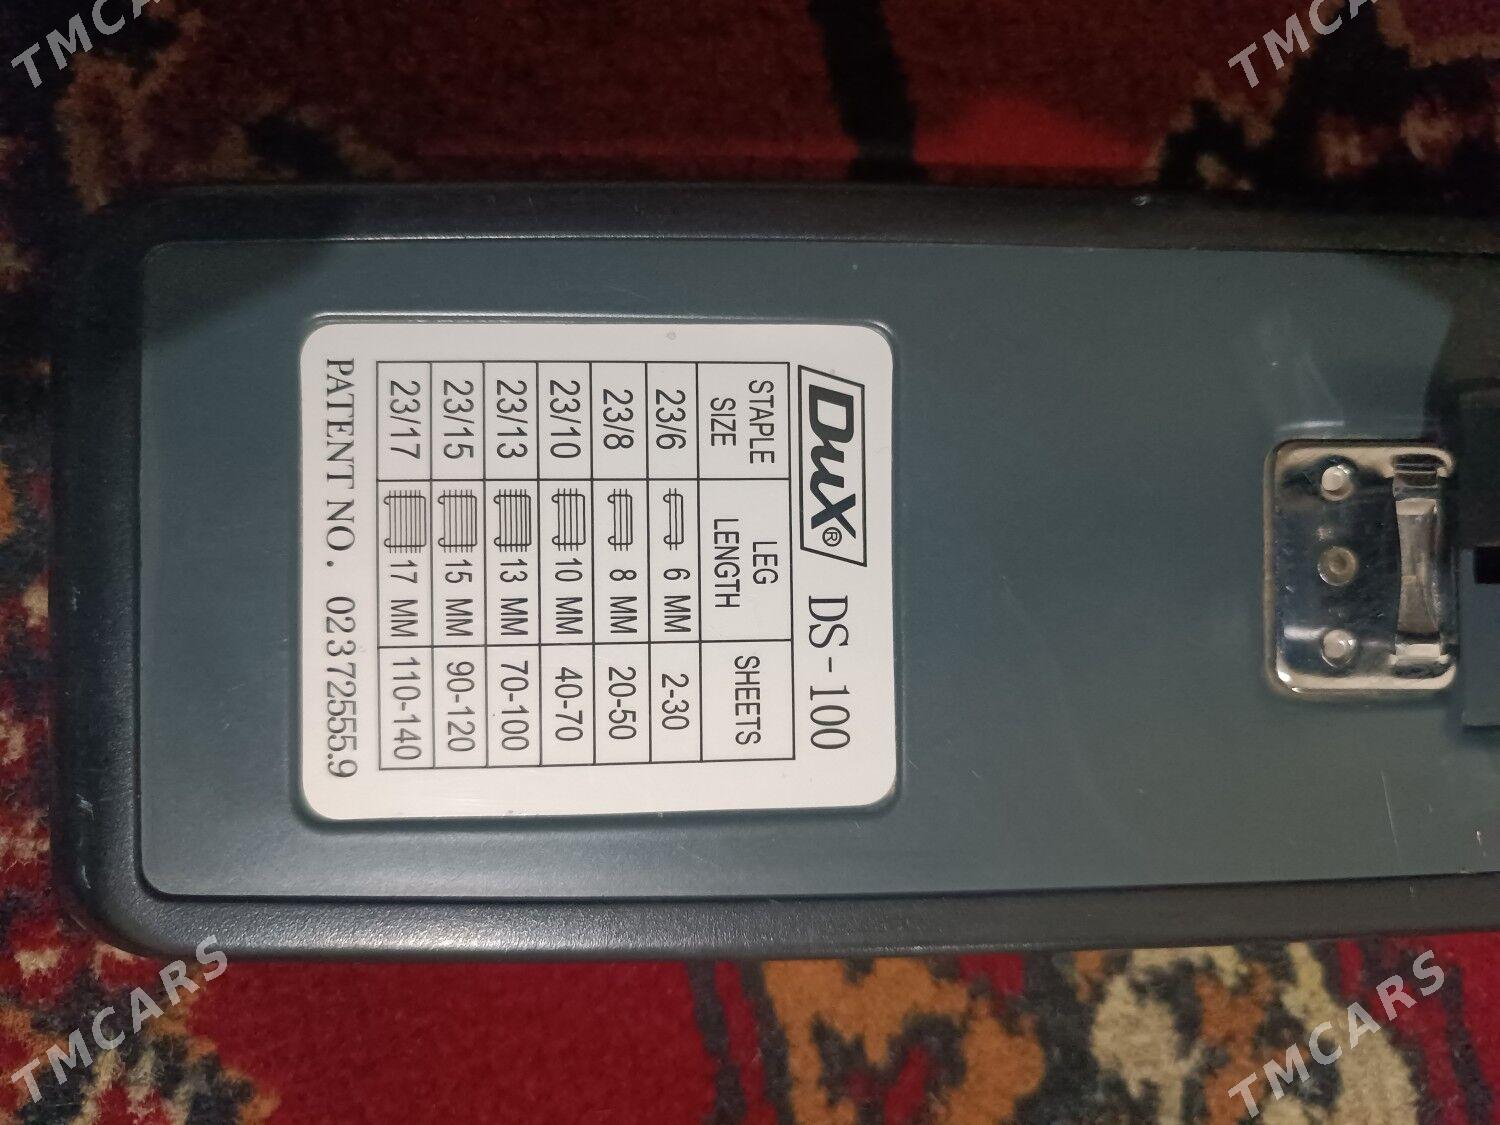 DUX® DS-100
STAPLE SIZE LEG LENGTH SHEETS
23/6 6 MM 2-30
23/8 8 MM 20-50
23/10 10 MM 40-70
23/13 13 MM 70-100
23/15 15 MM 90-120
23/17 17 MM 110-140
PATENT NO. 02372555.9
TMCARS
TMCARS
TMCARS
TMCARS